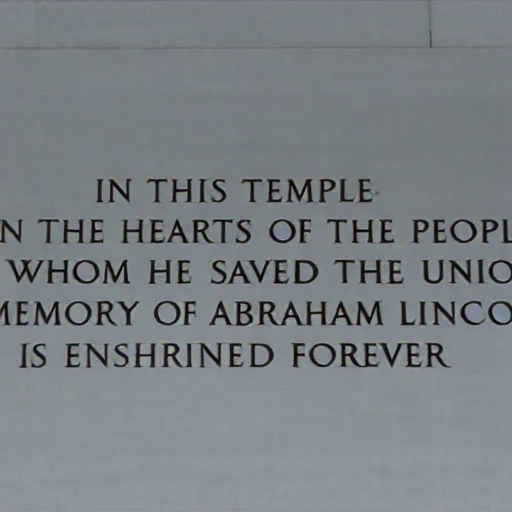 IN THIS TEMPLE
N THE HEARTS OF THE PEOPL
WHOM HE SAVED THE UNIO
MEMORY OF ABRAHAM LINCO
IS ENSHRINED FOREVER